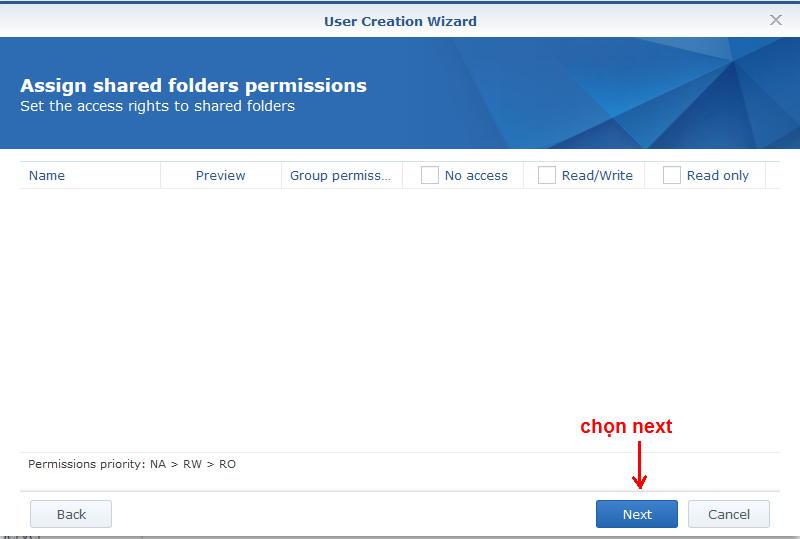 User Creation Wizard
Assign shared folders permissions
Set the access rights to shared folders
Name Preview Group permiss... No access Read/Write Read only
chọn next
Permissions priority: NA > RW > RO
Back Next Cancel